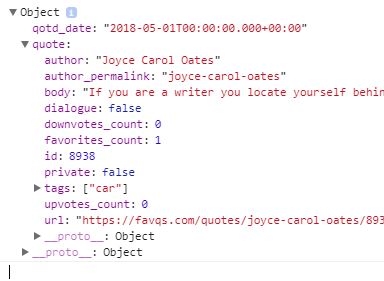 ▼ Object i
qotd_date: "2018-05-01T00:00:00.000+00:00"
▼ quote:
author: "Joyce Carol Oates"
author_permalink: "joyce-carol-oates"
body: "If you are a writer you locate yourself behin
dialogue: false
downvotes_count: 0
favorites_count: 1
id: 8938
private: false
▶ tags: ["car"]
upvotes_count: 0
url: "https://favqs.com/quotes/joyce-carol-oates/893
▶ __proto__: Object
▶ __proto__: Object